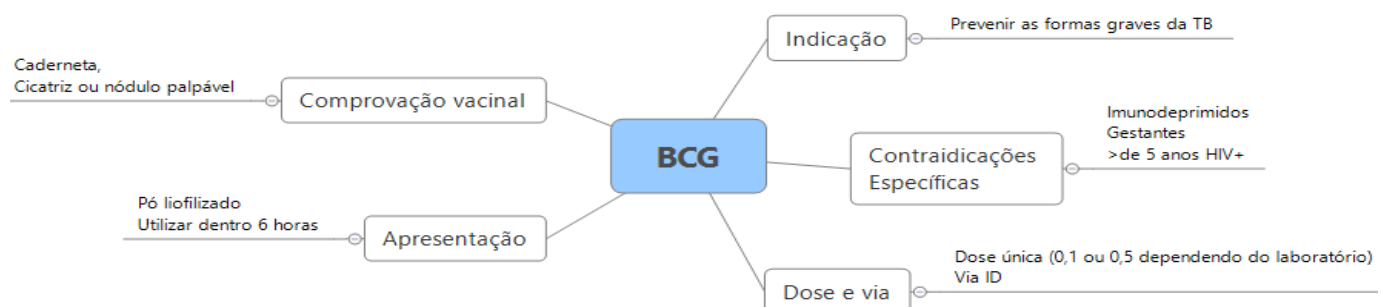 BCG
Indicação
Prevenir as formas graves da TB
Contraidicações
Específicas
Imunodeprimidos
Gestantes
>de 5 anos HIV+
Dose e via
Dose única (0,1 ou 0,5 dependendo do laboratório)
Via ID
Apresentação
Pó liofilizado
Utilizar dentro 6 horas
Comprovação vacinal
Caderneta,
Cicatriz ou nódulo palpável